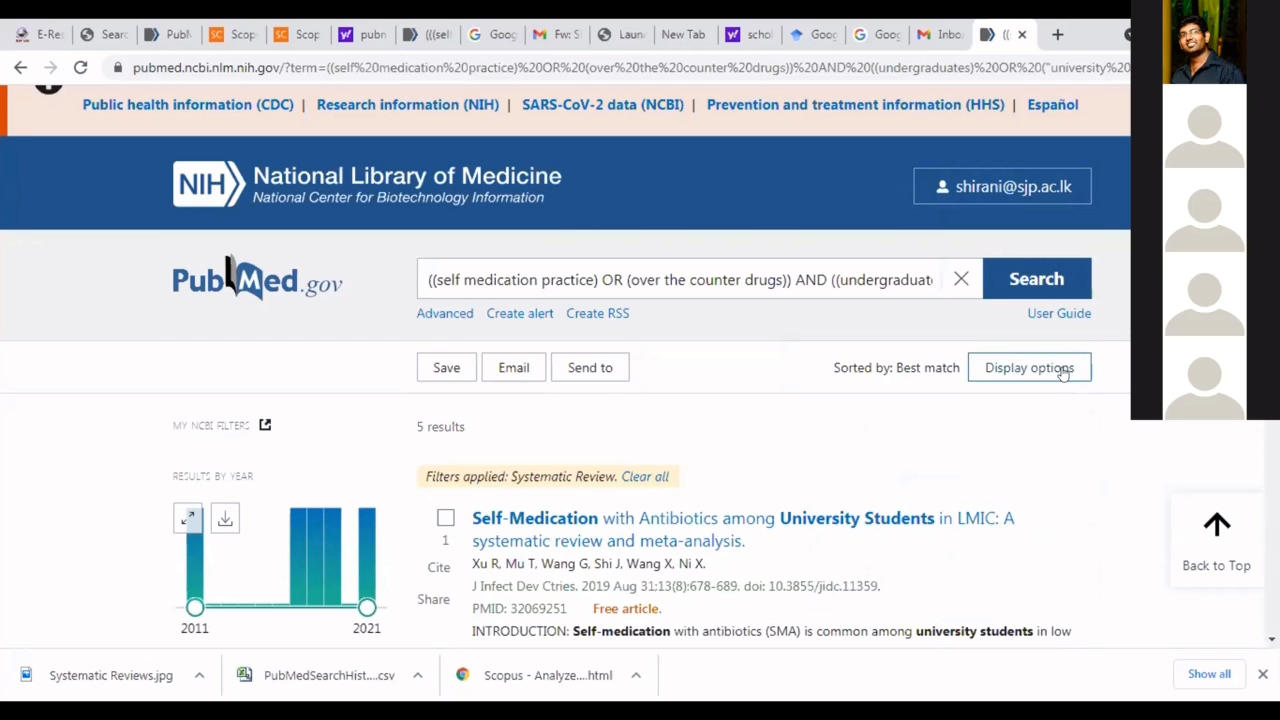 E-Res Searc PubM Scop Scop pubm (((sel Goog Fw: S Laun New Tab schol Goog Goog Inbo ((
pubmed.ncbi.nlm.nih.gov/?term=((self%20medication%20practice)%20OR%20(over%20the%20counter%20drugs))%20AND%20((undergraduates)%20OR%20("university%20
Public health information (CDC) | Research information (NIH) | SARS-CoV-2 data (NCBI) | Prevention and treatment information (HHS) | Español
NIH National Library of Medicine
National Center for Biotechnology Information
shirani@sjp.ac.lk
PubMed.gov
((self medication practice) OR (over the counter drugs)) AND ((undergraduat
Search
Advanced Create alert Create RSS User Guide
Save Email Send to Sorted by: Best match Display options
MY NCBI FILTERS 5 results
RESULTS BY YEAR
Filters applied: Systematic Review. Clear all
Self-Medication with Antibiotics among University Students in LMIC: A
1 systematic review and meta-analysis.
Cite Xu R, Mu T, Wang G, Shi J, Wang X, Ni X.
J Infect Dev Ctries. 2019 Aug 31;13(8):678-689. doi: 10.3855/jidc.11359.
Share PMID: 32069251 Free article.
2011 2021
INTRODUCTION: Self-medication with antibiotics (SMA) is common among university students in low
Back to Top
Systematic Reviews.jpg PubMedSearchHist....csv Scopus - Analyze....html Show all